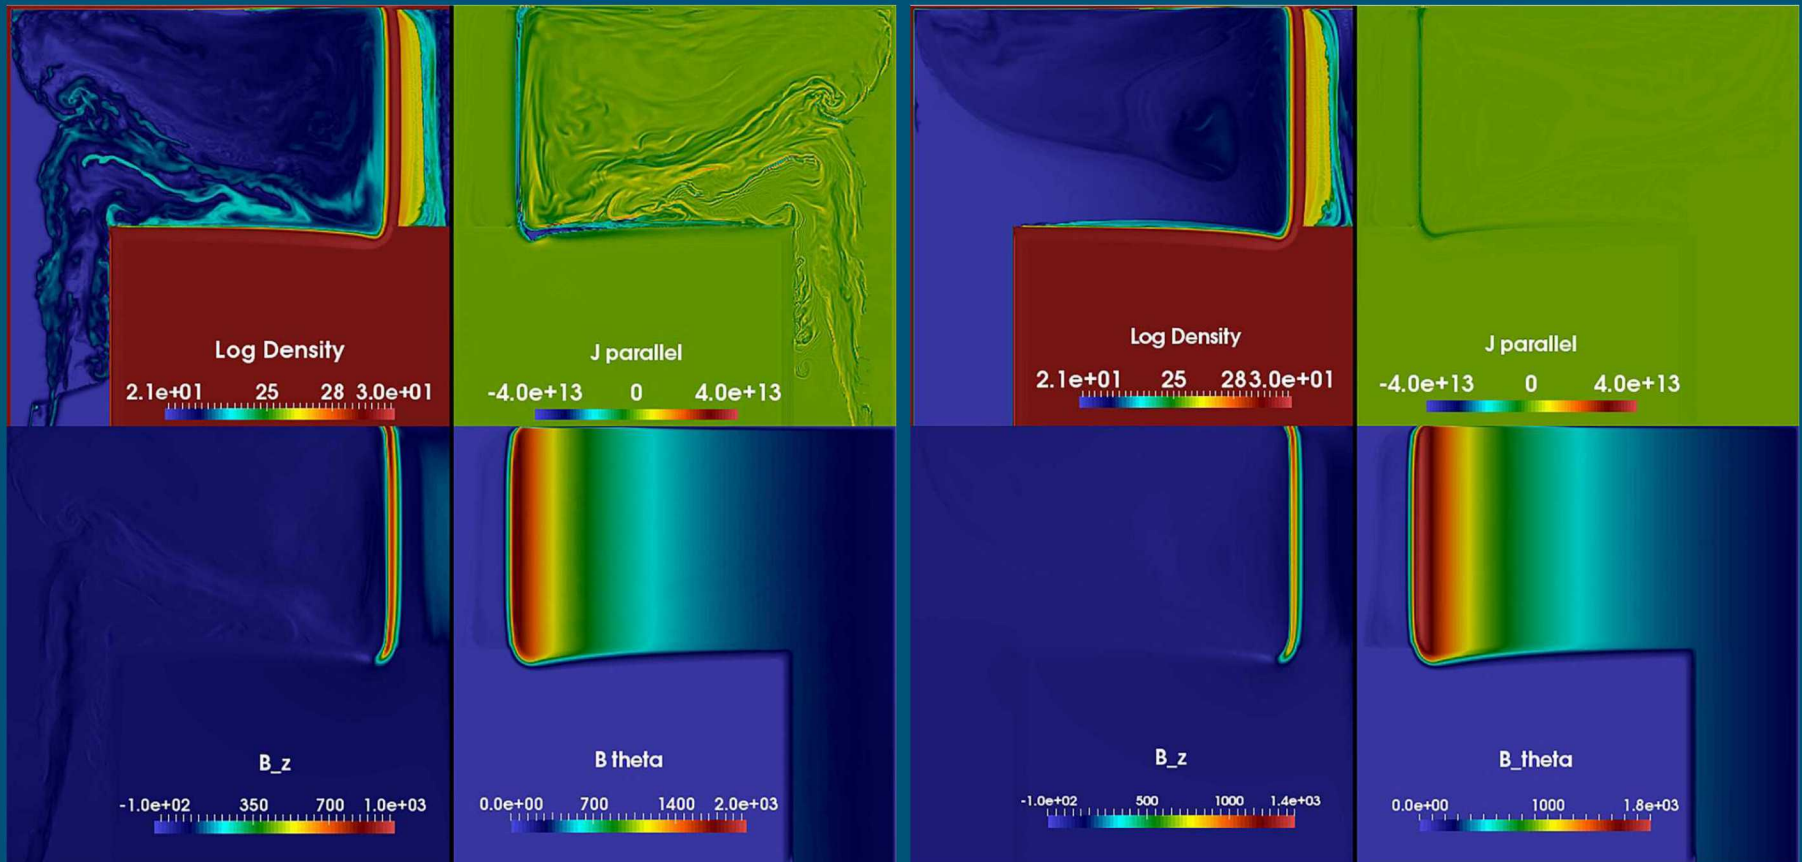 Log Density
2.1e+01 25 28 3.0e+01
J parallel
-4.0e+13 0 4.0e+13
Log Density
2.1e+01 25 283.0e+01
J parallel
-4.0e+13 0 4.0e+13
B_z
-1.0e+02 350 700 1.0e+03
B theta
0.0e+00 700 1400 2.0e+03
B_z
-1.0e+02 500 1000 1.4e+03
B_theta
0.0e+00 1000 1.8e+03